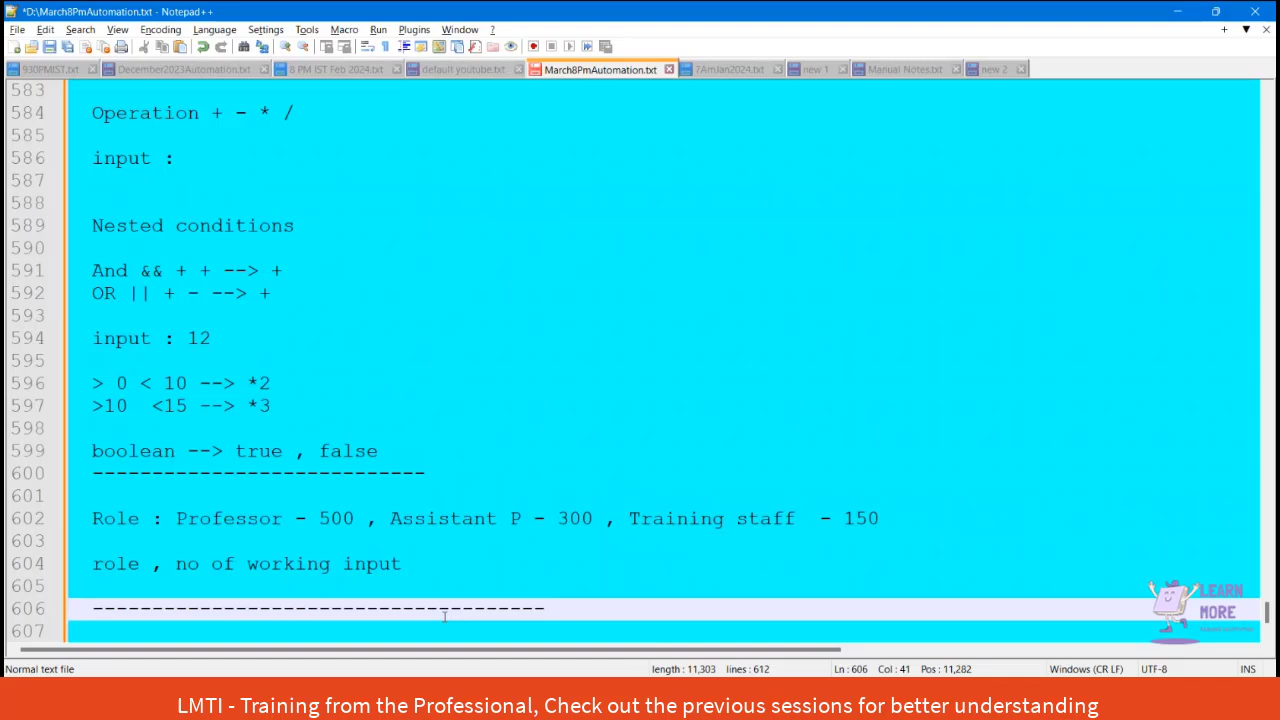 *D:\March8PmAutomation.txt - Notepad++
File Edit Search View Encoding Language Settings Tools Macro Run Plugins Window ?
930PMIST.txt December2023Automation.txt 8 PM IST Feb 2024.txt default youtube.txt March8PmAutomation.txt 7AmJan2024.txt new 1 Manual Notes.txt new 2
583
584 Operation + - * /
585
586 input :
587
588
589 Nested conditions
590
591 And && + + --> +
592 OR || + - --> +
593
594 input : 12
595
596 > 0 < 10 --> *2
597 >10 <15 --> *3
598
599 boolean --> true , false
600 ----------------------------
601
602 Role : Professor - 500 , Assistant P - 300 , Training staff - 150
603
604 role , no of working input
605
606 --------------------------------------
607
LEARN
MORE
Normal text file length : 11,303 lines : 612 Ln : 606 Col : 41 Pos : 11,282 Windows (CR LF) UTF-8 INS
LMTI - Training from the Professional, Check out the previous sessions for better understanding